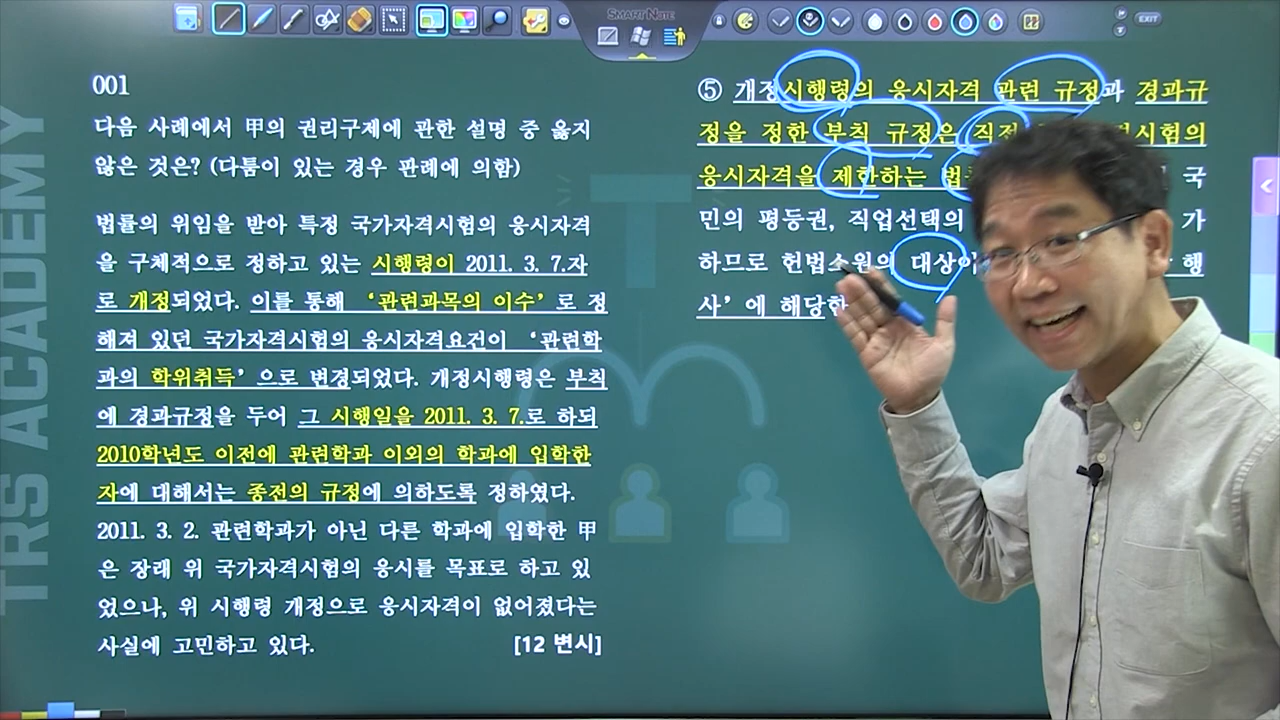 SMART NOTE
EXIT
TRS ACADEMY
001
다음 사례에서 甲의 권리구제에 관한 설명 중 옳지
않은 것은? (다툼이 있는 경우 판례에 의함)
법률의 위임을 받아 특정 국가자격시험의 응시자격
을 구체적으로 정하고 있는 시행령이 2011. 3. 7.자
로 개정되었다. 이를 통해 ‘관련과목의 이수’로 정
해져 있던 국가자격시험의 응시자격요건이 ‘관련학
과의 학위취득’으로 변경되었다. 개정시행령은 부칙
에 경과규정을 두어 그 시행일을 2011. 3. 7.로 하되
2010학년도 이전에 관련학과 이외의 학과에 입학한
자에 대해서는 종전의 규정에 의하도록 정하였다.
2011. 3. 2. 관련학과가 아닌 다른 학과에 입학한 甲
은 장래 위 국가자격시험의 응시를 목표로 하고 있
었으나, 위 시행령 개정으로 응시자격이 없어졌다는
사실에 고민하고 있다.
[12 변시]
⑤ 개정시행령의 응시자격 관련 규정과 경과규
정을 정한 부칙 규정은 직접 시험의
응시자격을 제한하는 국
민의 평등권, 직업선택의 가
하므로 헌법소원의 대상이 행
사’에 해당한